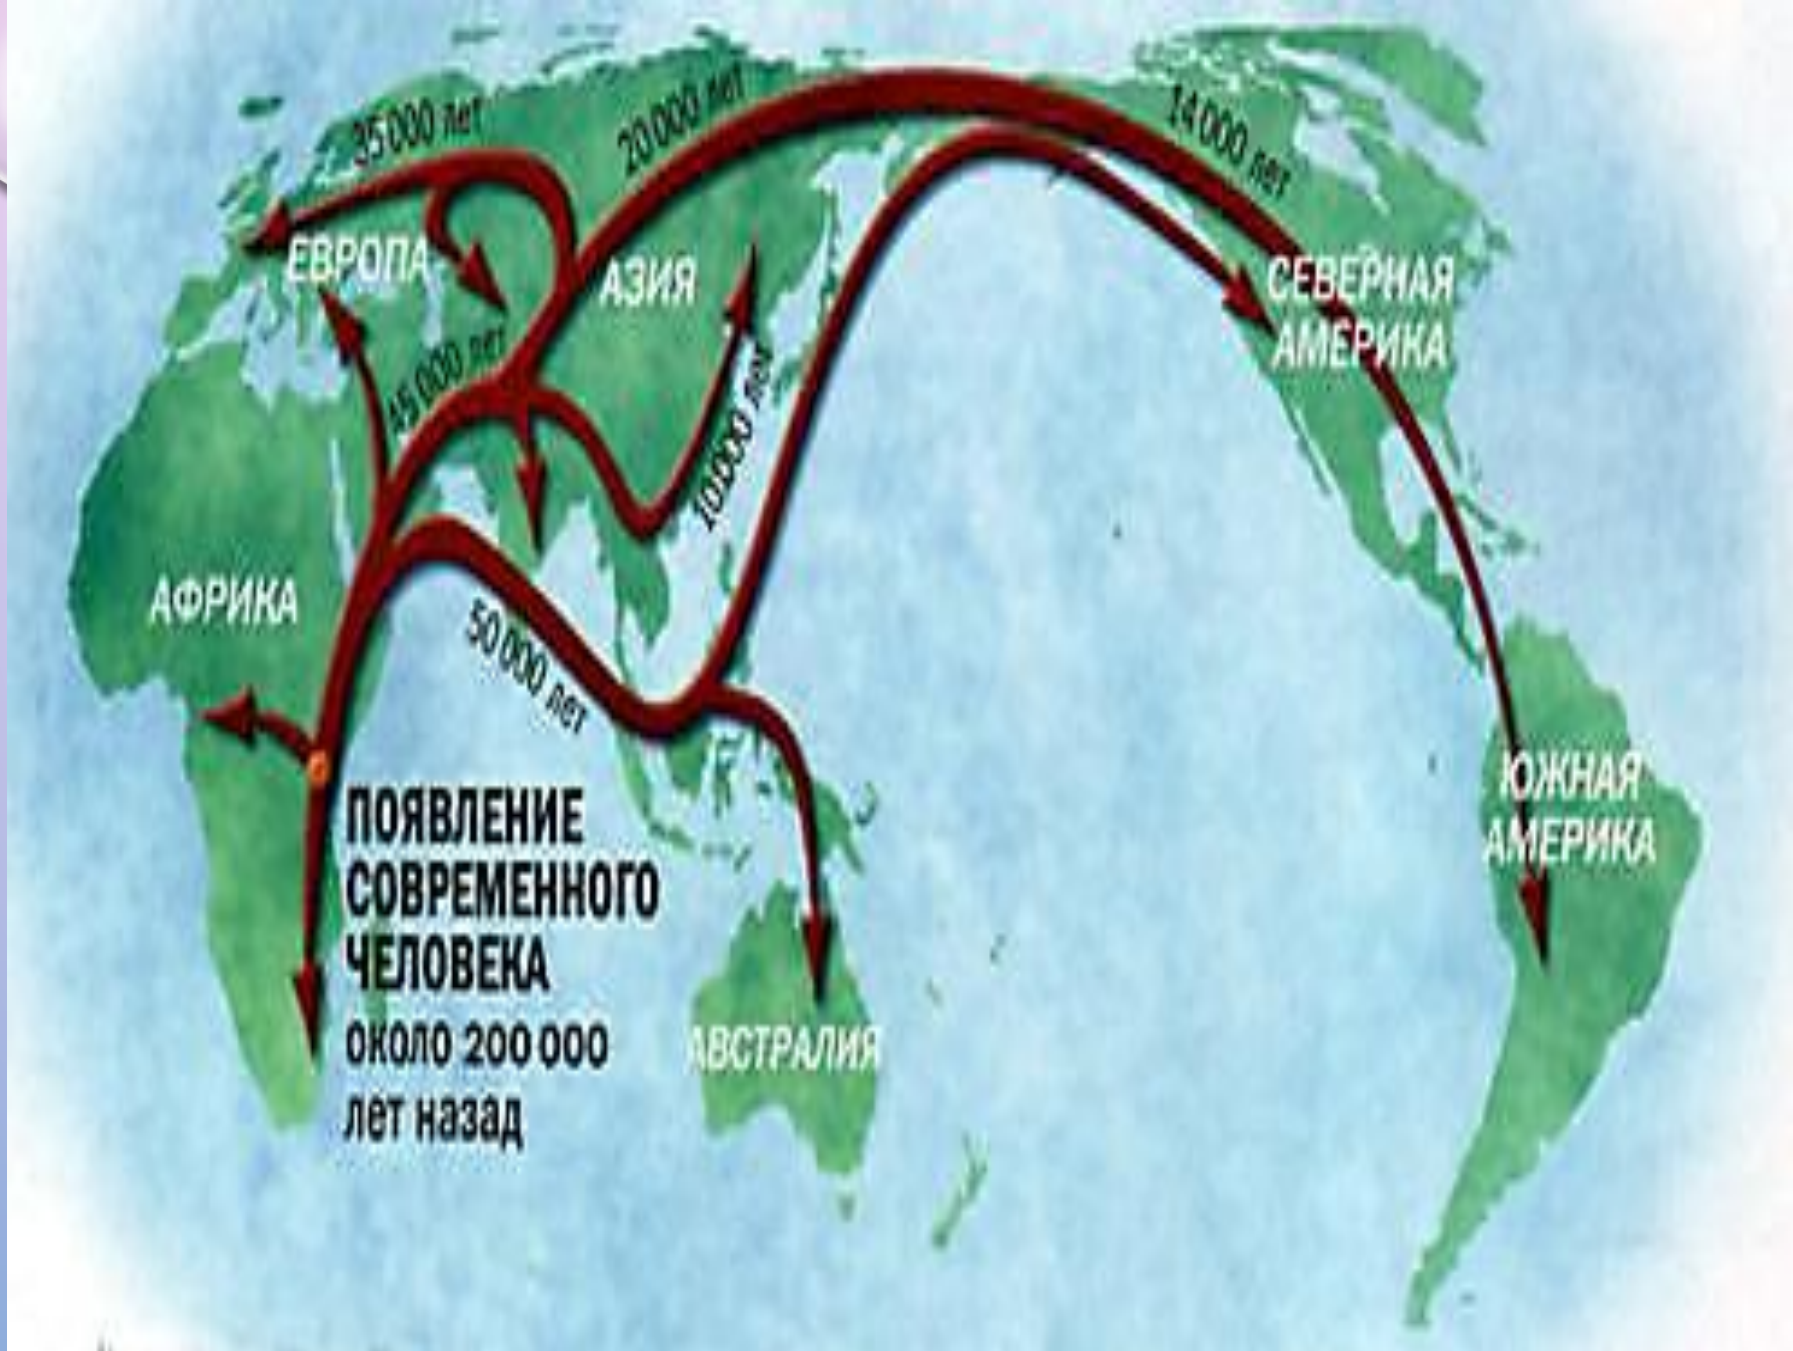 35 000 лет
20 000 лет
14 000 лет
ЕВРОПА
АЗИЯ
СЕВЕРНАЯ
АМЕРИКА
45 000 лет
10 000 лет
АФРИКА
50 000 лет
ПОЯВЛЕНИЕ
СОВРЕМЕННОГО
ЧЕЛОВЕКА
ОКОЛО 200 000
лет назад
ЮЖНАЯ
АМЕРИКА
АВСТРАЛИЯ